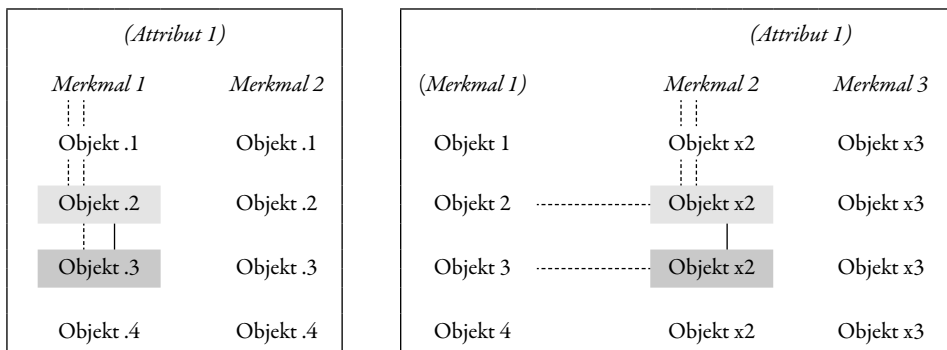 (Attribut 1)
Merkmal 1 Merkmal 2
Objekt .1 Objekt .1
Objekt .2 Objekt .2
Objekt .3 Objekt .3
Objekt .4 Objekt .4
(Attribut 1)
(Merkmal 1) Merkmal 2 Merkmal 3
Objekt 1 Objekt x2 Objekt x3
Objekt 2 Objekt x2 Objekt x3
Objekt 3 Objekt x2 Objekt x3
Objekt 4 Objekt x2 Objekt x3